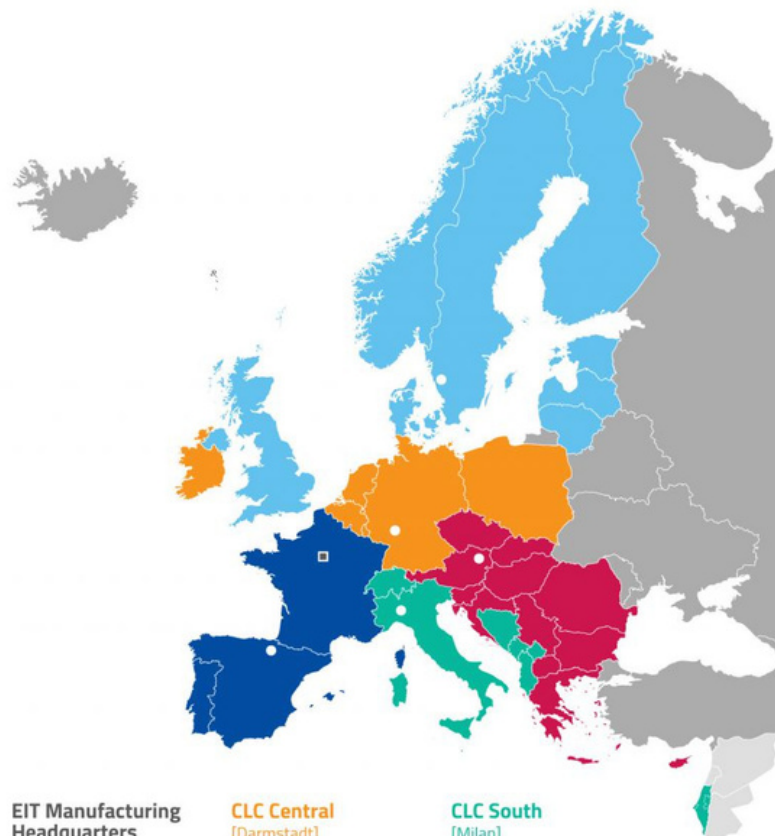 EIT Manufacturing
Headquarters
CLC Central
[Darmstadt]
CLC South
[Milan]